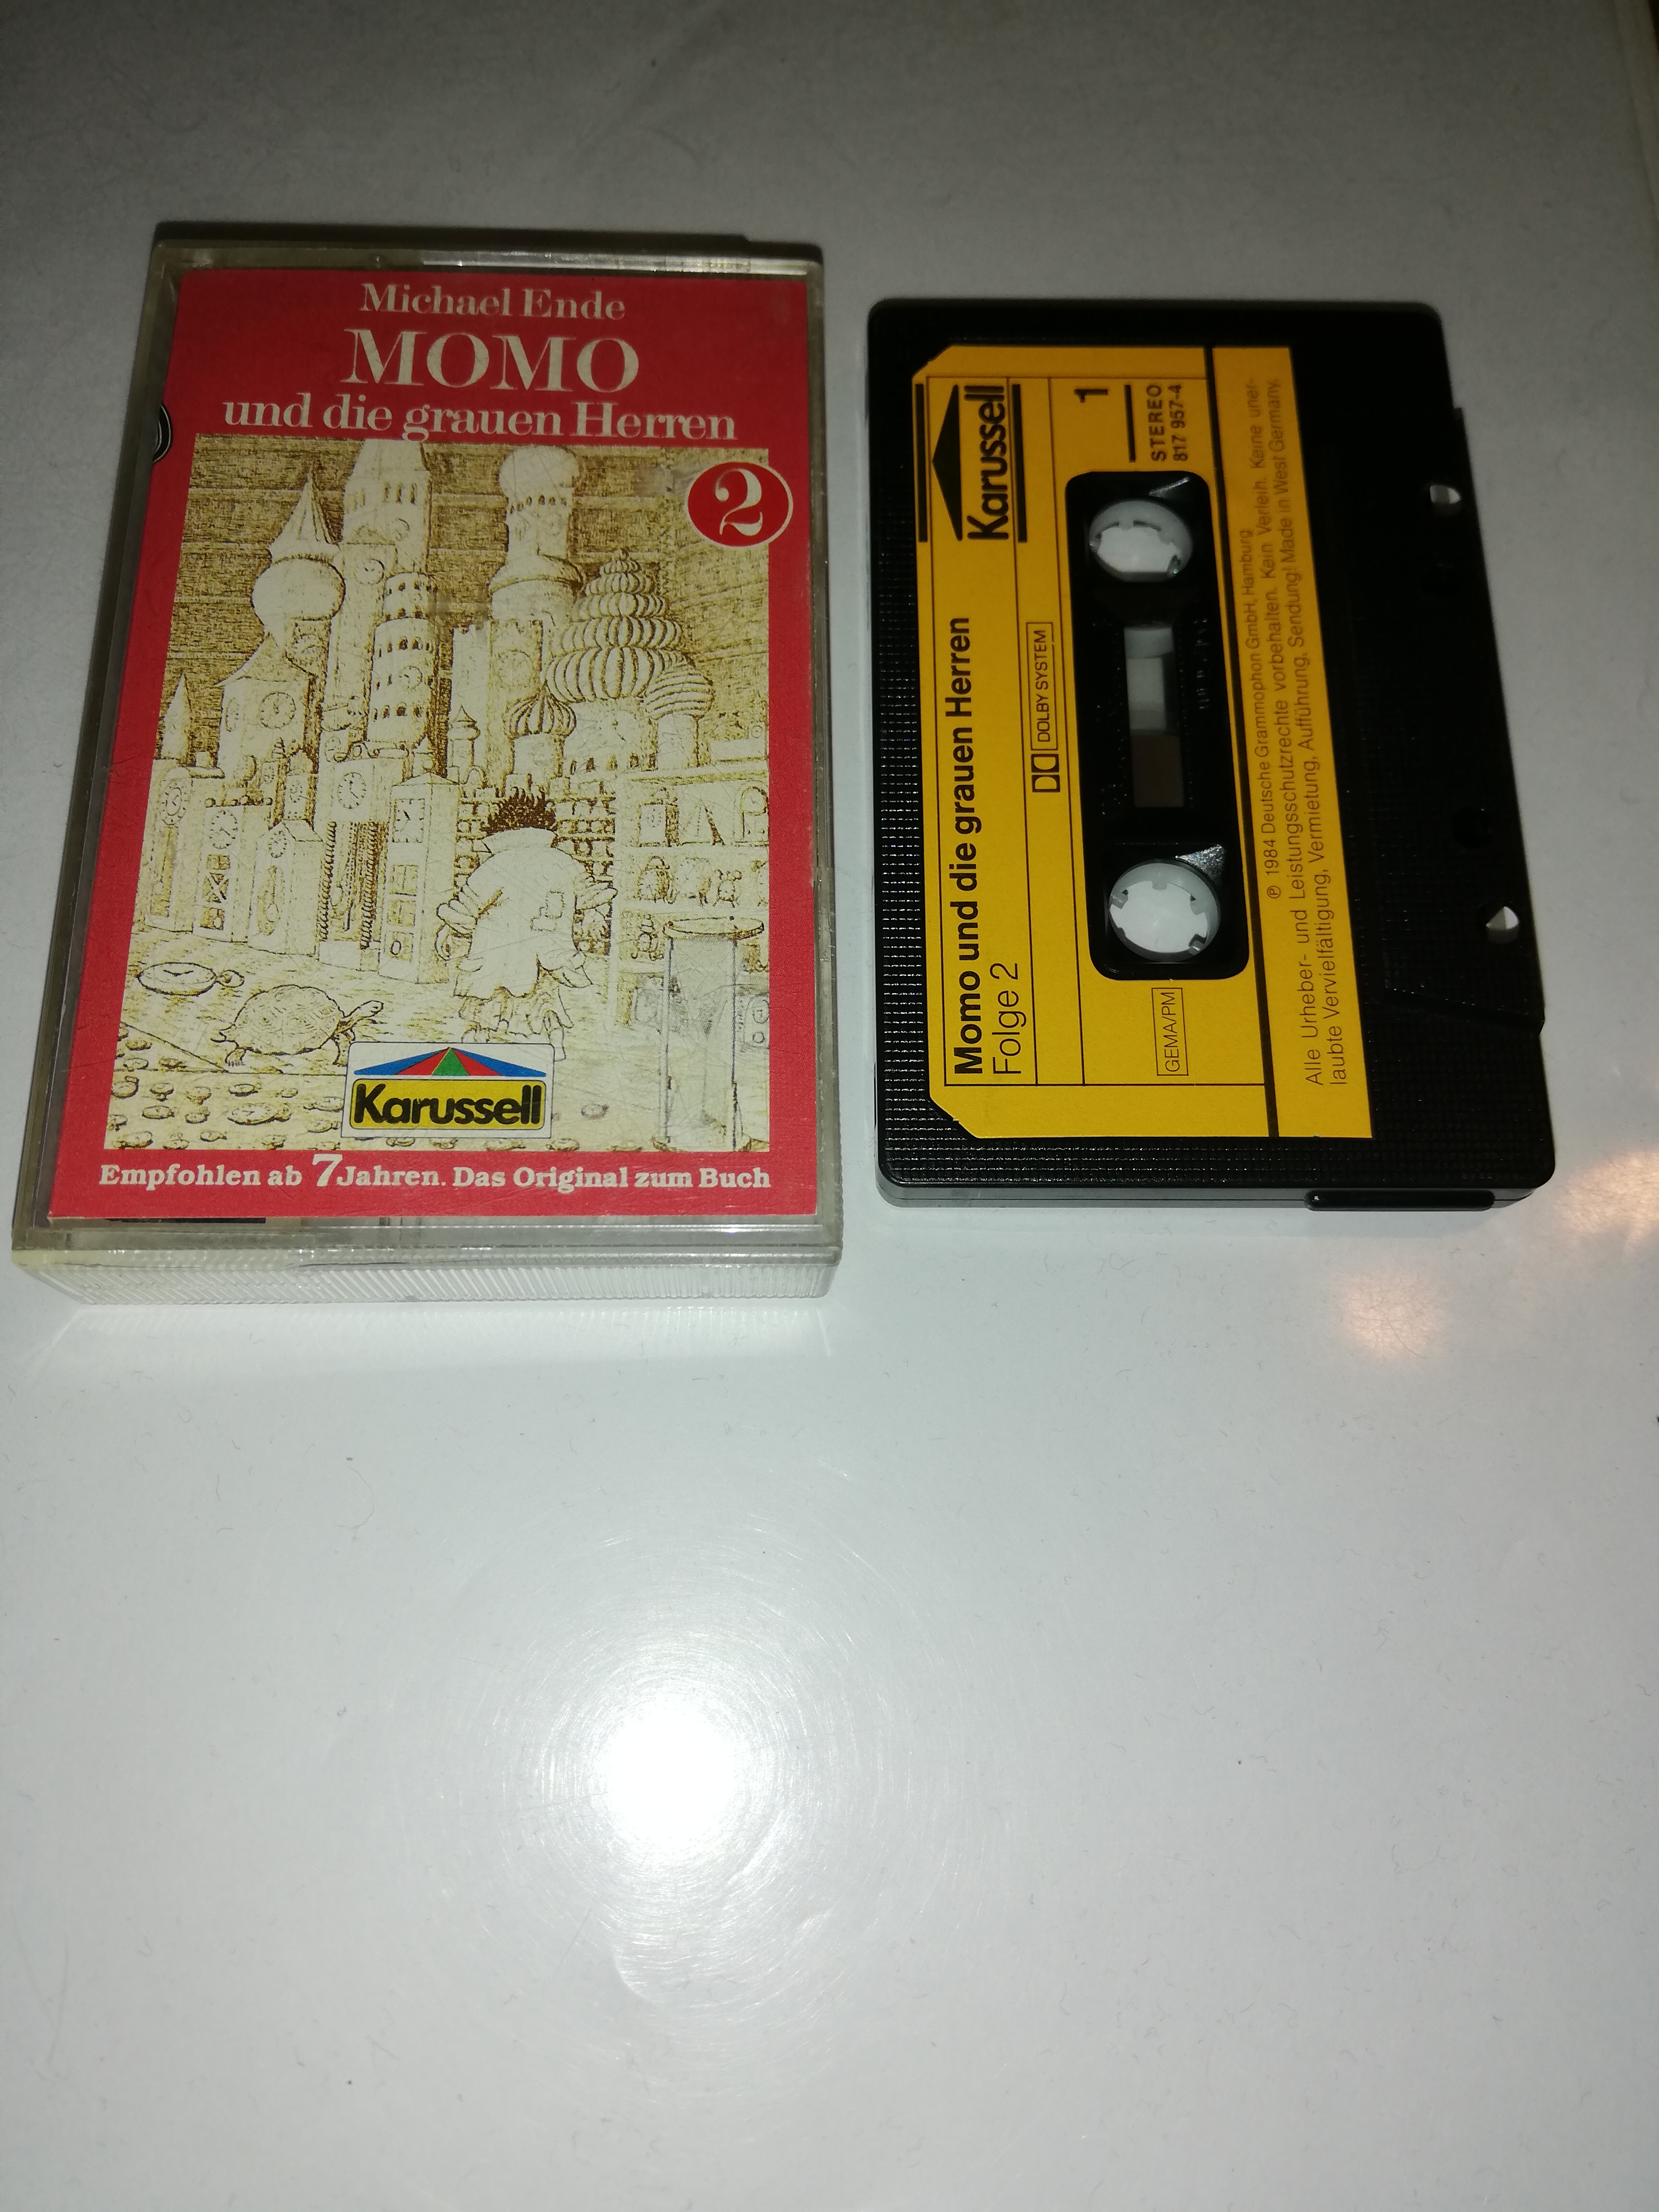 Michael Ende
MOMO
und die grauen Herren
2
Karussell
Empfohlen ab 7 Jahren. Das Original zum Buch
Karussell
Momo und die grauen Herren
Folge 2
DOLBY SYSTEM
1
STEREO
817 957-4
GEMA/PM
℗ 1984 Deutsche Grammophon GmbH, Hamburg
Alle Urheber- und Leistungsschutzrechte vorbehalten. Kein Verleih. Keine uner-
laubte Vervielfältigung, Vermietung, Aufführung, Sendung! Made in West Germany.